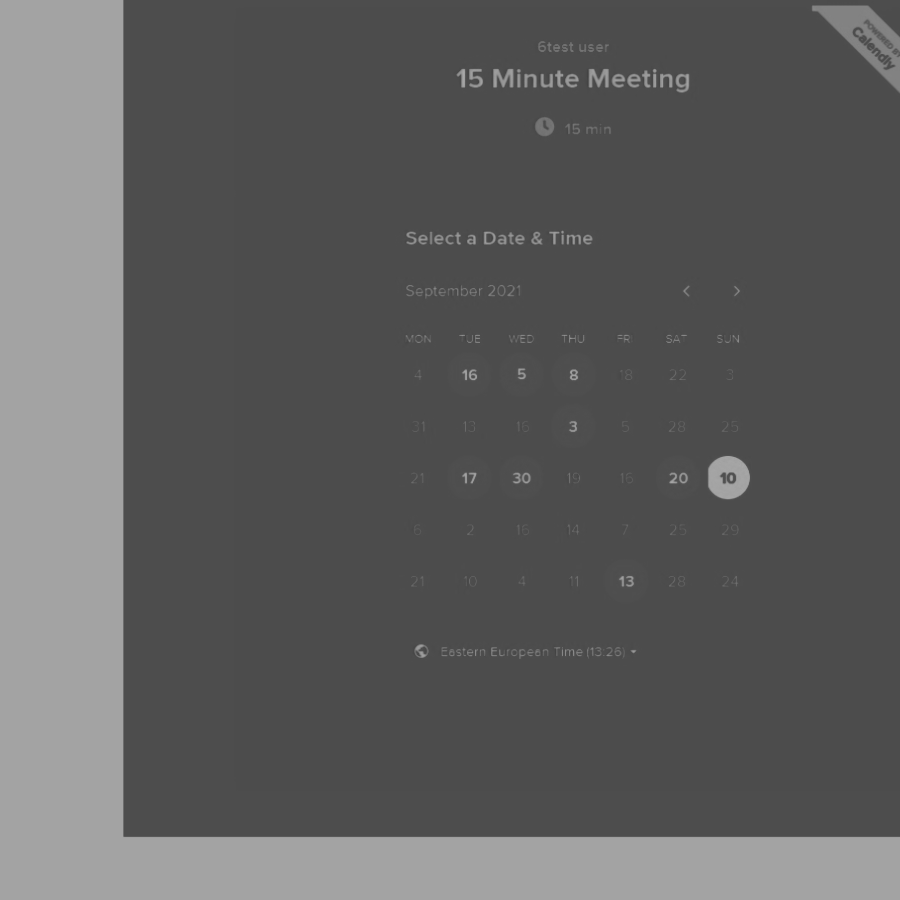 POWERED BY
Calendly
6test user
15 Minute Meeting
15 min
Select a Date & Time
September 2021
MON TUE WED THU FRI SAT SUN
4 16 5 8 18 22 3
31 13 16 3 5 28 25
21 17 30 19 16 20 10
6 2 16 14 7 25 29
21 10 4 11 13 28 24
Eastern European Time (13:26)